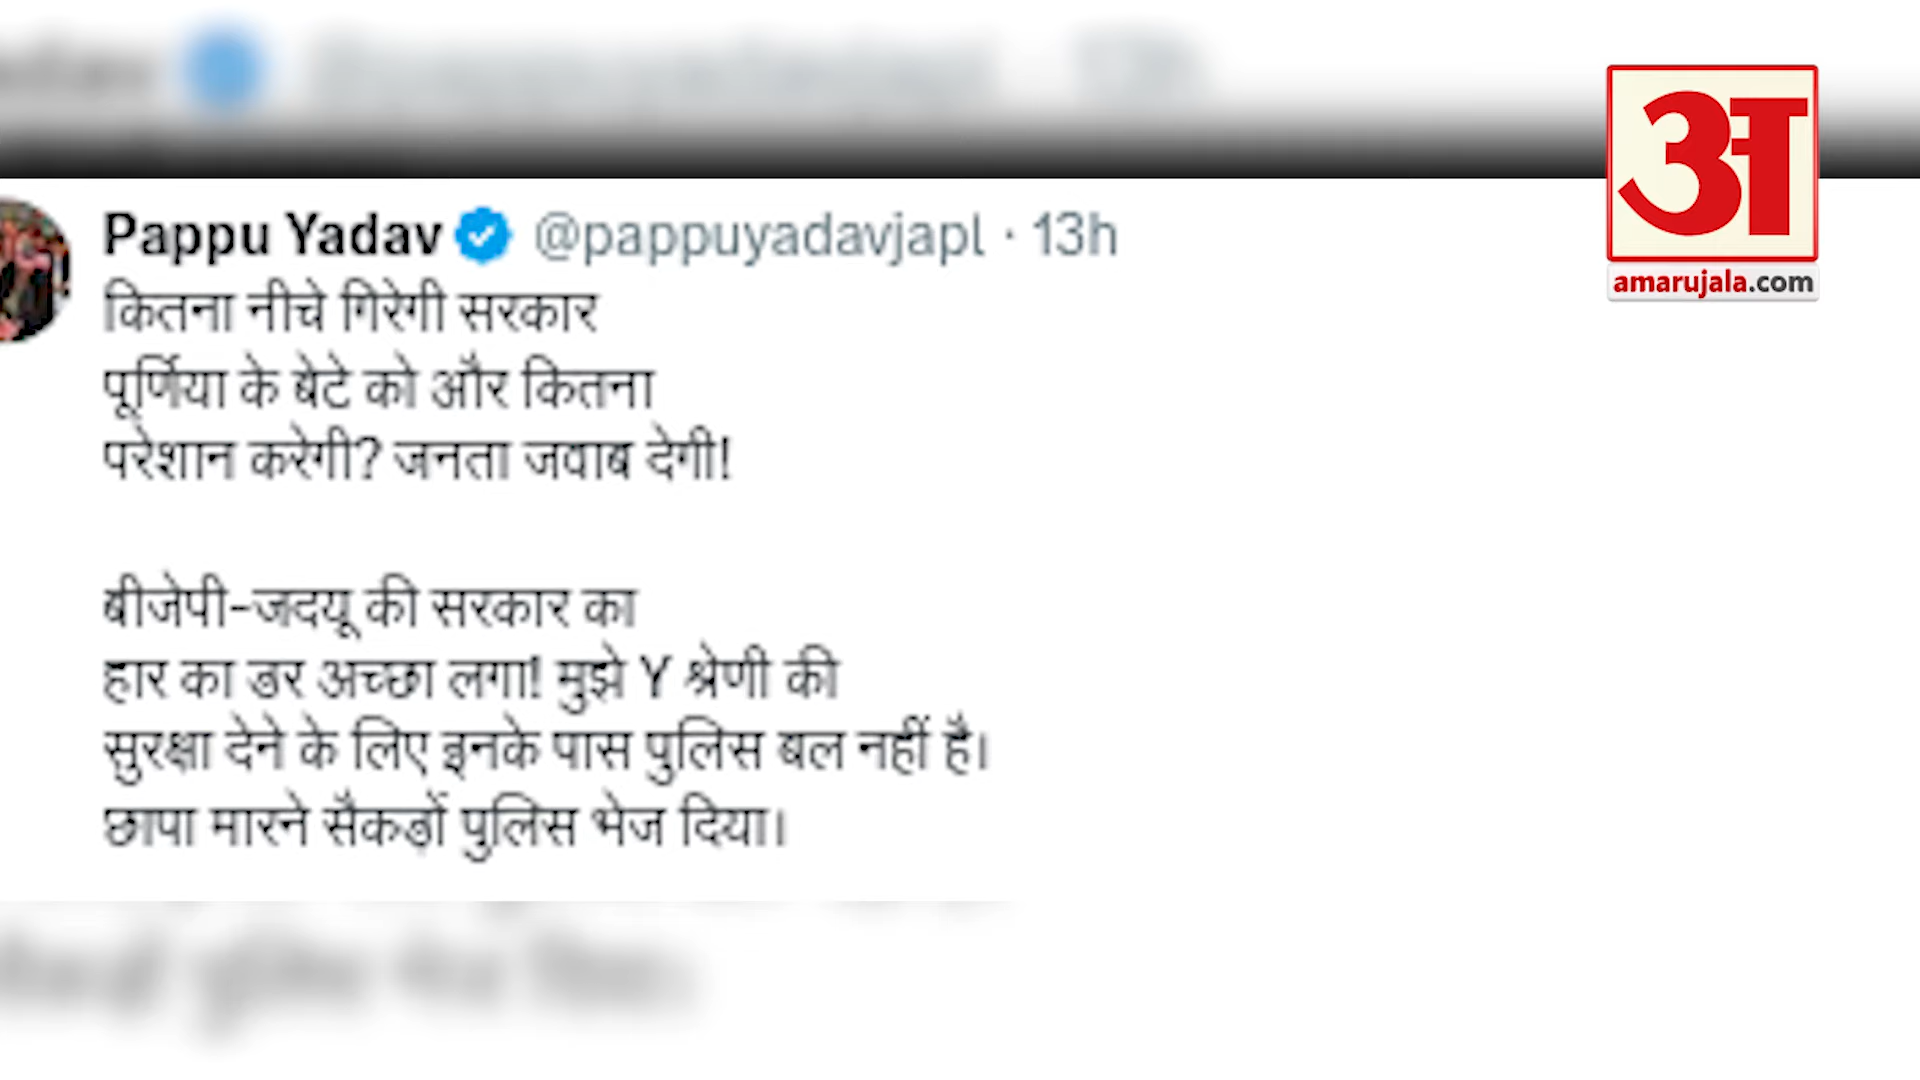 Pappu Yadav @pappuyadavjapl · 13h
कितना नीचे गिरेगी सरकार
पूर्णिया के बेटे को और कितना
परेशान करेगी? जनता जवाब देगी!
बीजेपी-जदयू की सरकार का
हार का डर अच्छा लगा! मुझे Y श्रेणी की
सुरक्षा देने के लिए इनके पास पुलिस बल नहीं है।
छापा मारने सैकड़ों पुलिस भेज दिया।
अ
amarujala.com